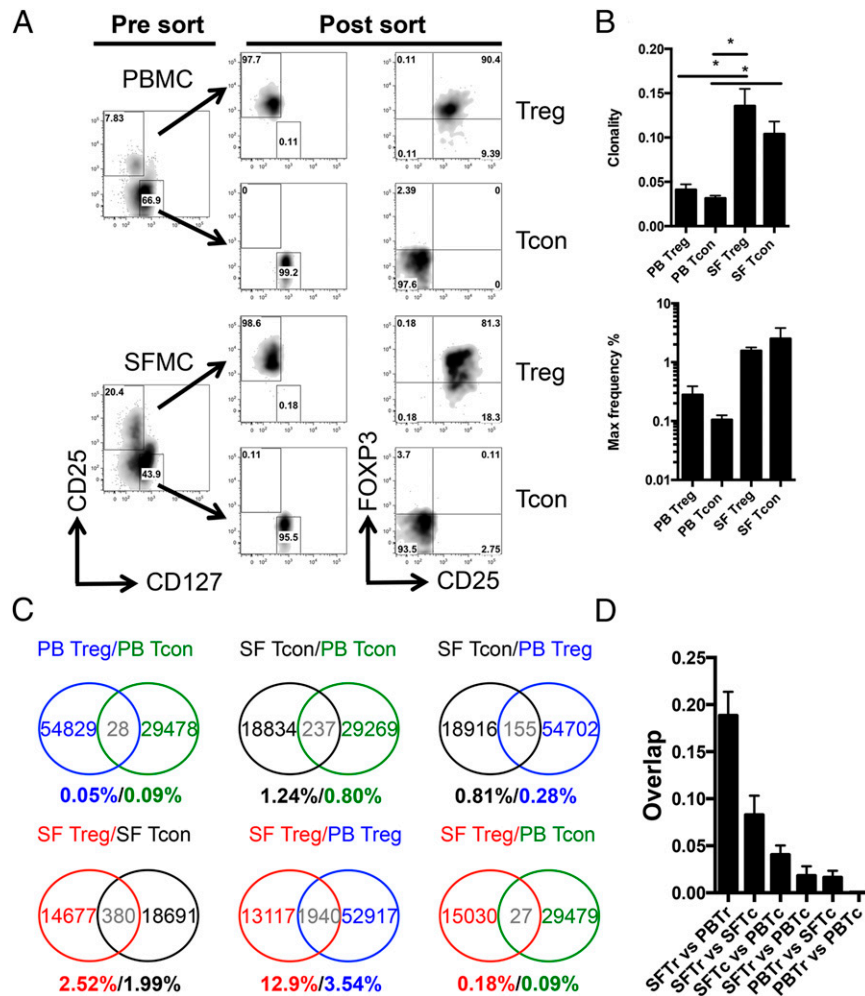 A
Pre sort
Post sort
PBMC
7.83
66.9
97.7
0.11
0.11
90.4
0.11
9.39
Treg
0
99.2
2.39
0
97.6
0
Tcon
SFMC
20.4
43.9
98.6
0.18
0.18
81.3
0.18
18.3
Treg
0.11
95.5
3.7
0.11
93.5
2.75
Tcon
CD25
CD127
FOXP3
CD25
B
Clonality
0.20
0.15
0.10
0.05
0.00
*
*
*
PB Treg
PB Tcon
SF Treg
SF Tcon
Max frequency %
10
1
0.1
0.01
PB Treg
PB Tcon
SF Treg
SF Tcon
C
PB Treg/PB Tcon
54829 28 29478
0.05%/0.09%
SF Tcon/PB Tcon
18834 237 29269
1.24%/0.80%
SF Tcon/PB Treg
18916 155 54702
0.81%/0.28%
SF Treg/SF Tcon
14677 380 18691
2.52%/1.99%
SF Treg/PB Treg
13117 1940 52917
12.9%/3.54%
SF Treg/PB Tcon
15030 27 29479
0.18%/0.09%
D
Overlap
0.25
0.20
0.15
0.10
0.05
0.00
SFTr vs PBTr
SFTr vs SFTc
SFTc vs PBTc
SFTr vs PBTc
PBTr vs SFTc
PBTr vs PBTc